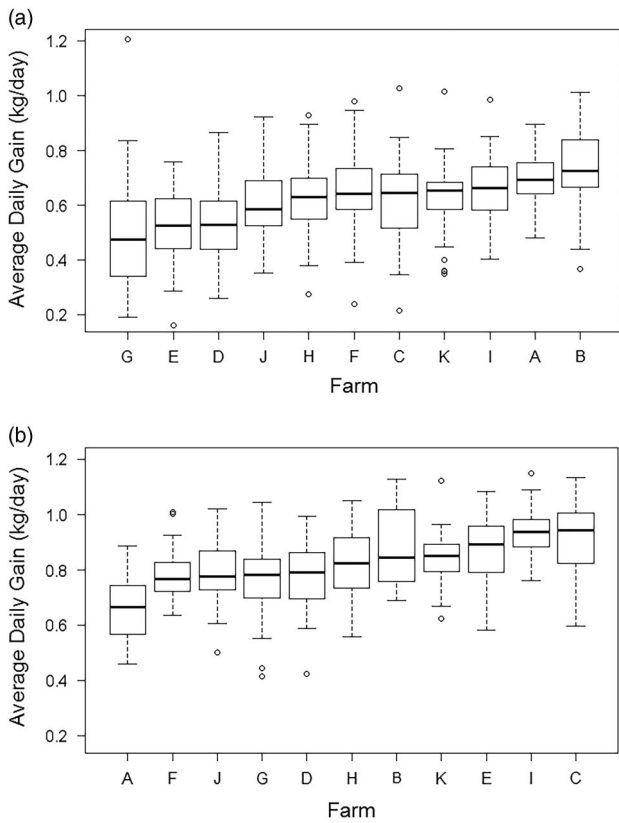 (a)
Average Daily Gain (kg/day)
1.2
1.0
0.8
0.6
0.4
0.2
G E D J H F C K I A B
Farm
(b)
Average Daily Gain (kg/day)
1.2
1.0
0.8
0.6
0.4
0.2
A F J G D H B K E I C
Farm